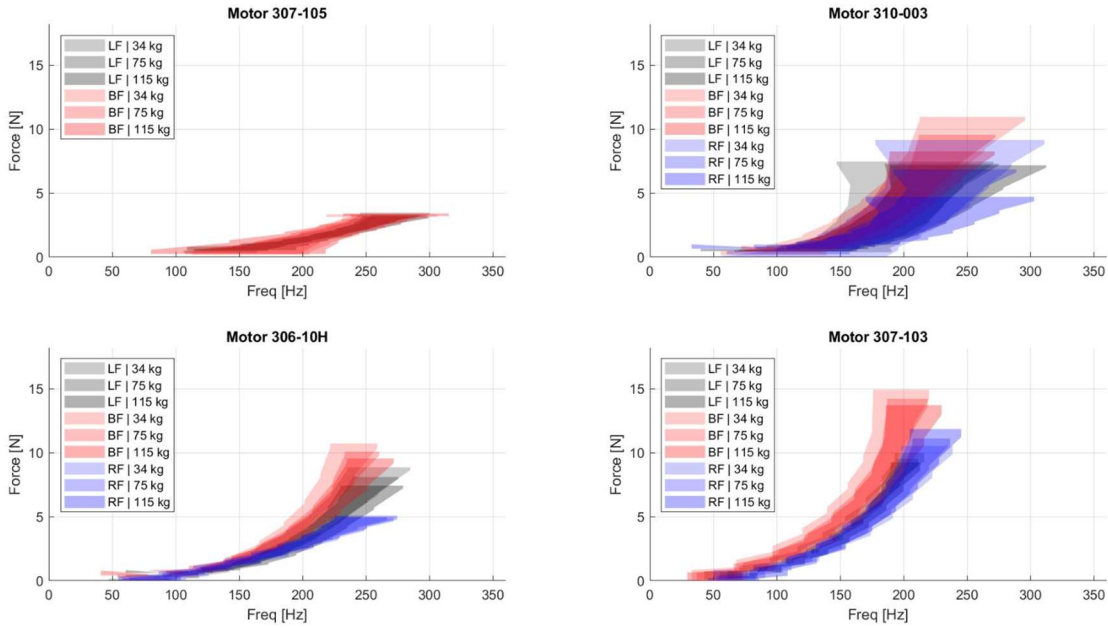 Motor 307-105
Force [N]
15
10
5
0
LF | 34 kg
LF | 75 kg
LF | 115 kg
BF | 34 kg
BF | 75 kg
BF | 115 kg
0 50 100 150 200 250 300 350
Freq [Hz]
Motor 310-003
Force [N]
15
10
5
0
LF | 34 kg
LF | 75 kg
LF | 115 kg
BF | 34 kg
BF | 75 kg
BF | 115 kg
RF | 34 kg
RF | 75 kg
RF | 115 kg
0 50 100 150 200 250 300 350
Freq [Hz]
Motor 306-10H
Force [N]
15
10
5
0
LF | 34 kg
LF | 75 kg
LF | 115 kg
BF | 34 kg
BF | 75 kg
BF | 115 kg
RF | 34 kg
RF | 75 kg
RF | 115 kg
0 50 100 150 200 250 300 350
Freq [Hz]
Motor 307-103
Force [N]
15
10
5
0
LF | 34 kg
LF | 75 kg
LF | 115 kg
BF | 34 kg
BF | 75 kg
BF | 115 kg
RF | 34 kg
RF | 75 kg
RF | 115 kg
0 50 100 150 200 250 300 350
Freq [Hz]